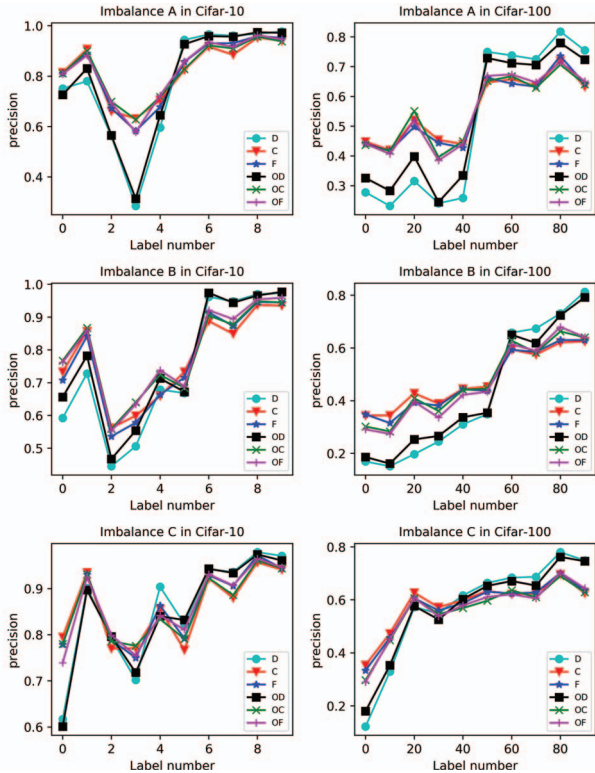 Imbalance A in Cifar-10
precision
1.0
0.8
0.6
0.4
D
C
F
OD
OC
OF
0 2 4 6 8
Label number
Imbalance A in Cifar-100
precision
0.8
0.7
0.6
0.5
0.4
0.3
D
C
F
OD
OC
OF
0 20 40 60 80
Label number
Imbalance B in Cifar-10
precision
1.0
0.9
0.8
0.7
0.6
0.5
D
C
F
OD
OC
OF
0 2 4 6 8
Label number
Imbalance B in Cifar-100
precision
0.8
0.6
0.4
0.2
D
C
F
OD
OC
OF
0 20 40 60 80
Label number
Imbalance C in Cifar-10
precision
0.9
0.8
0.7
0.6
D
C
F
OD
OC
OF
0 2 4 6 8
Label number
Imbalance C in Cifar-100
precision
0.8
0.6
0.4
0.2
D
C
F
OD
OC
OF
0 20 40 60 80
Label number